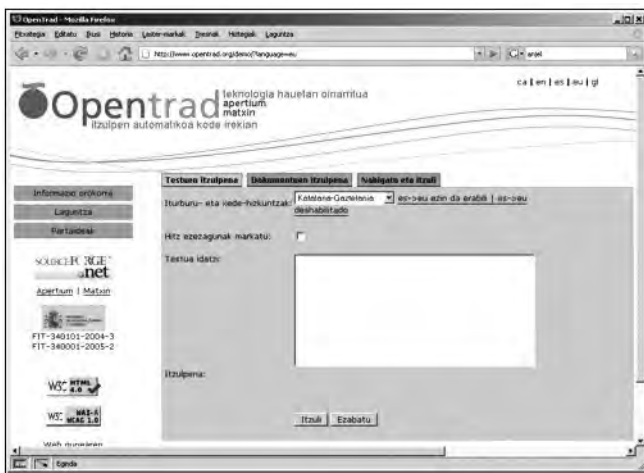 OpenTrad - Mozilla Firefox
Fitxategia Editatu Ikusi Historia Laster-markak Tresnak Laguntza
http://www.opentrad.org/demo/?language=eu
Opentrad
teknologia hauetan oinarritua
apertium
matxin
itzulpen automatikoa kode irekian
ca | en | es | eu | gl
Testuen itzulpena Dokumentuen itzulpena Nabigatu eta itzuli
Informazio orokorra
Laguntza
Partaideak
SOURCEFORGE
.net
Apertium | Matxin
FIT-340101-2004-3
FIT-340001-2005-2
W3C HTML 4.0
W3C WAI-A WCAG 1.0
Web gunearen
Iturburu- eta xede-hizkuntzak: Katalana-Gaztelania es->eu ezin da erabili | es->eu
deshabilitado
Hitz ezezagunak markatu:
Testua idatzi:
Itzulpena:
Itzuli Ezabatu
Eginda